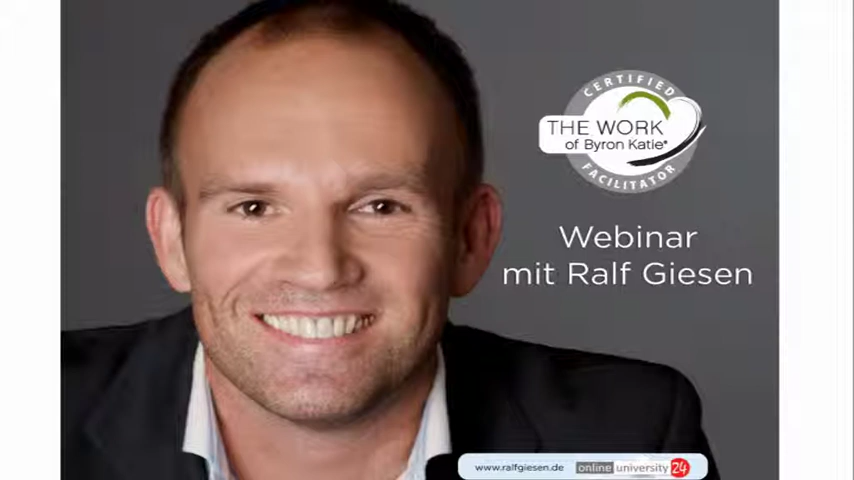 CERTIFIED
THE WORK
of Byron Katie®
FACILITATOR
Webinar
mit Ralf Giesen
www.ralfgiesen.de online university 24